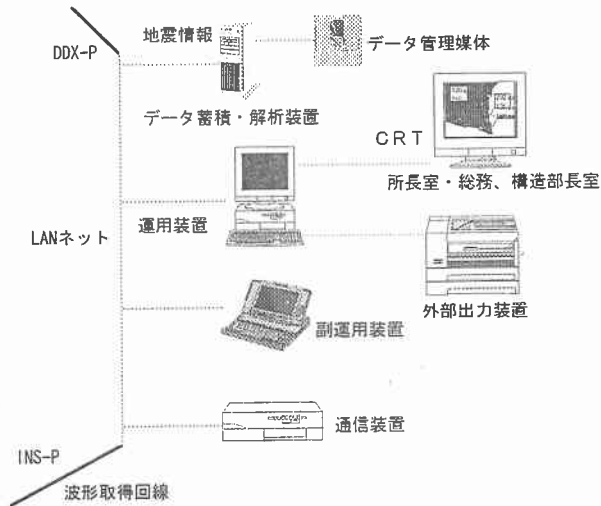 DDX-P
地震情報
データ管理媒体
データ蓄積・解析装置
CRT
所長室・総務、構造部長室
運用装置
LANネット
外部出力装置
副運用装置
通信装置
INS-P
波形取得回線